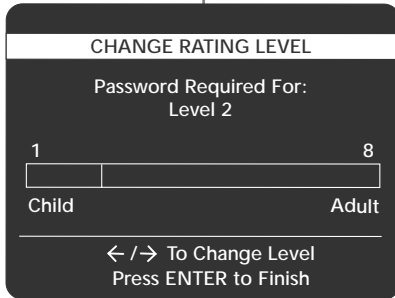 CHANGE RATING LEVEL
Password Required For:
Level 2
1 8
Child Adult
← /→ To Change Level
Press ENTER to Finish